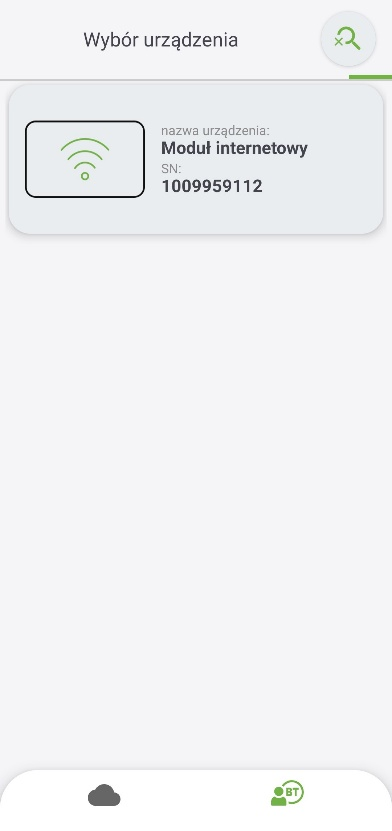 Wybór urządzenia
nazwa urządzenia:
Moduł internetowy
SN:
1009959112
BT